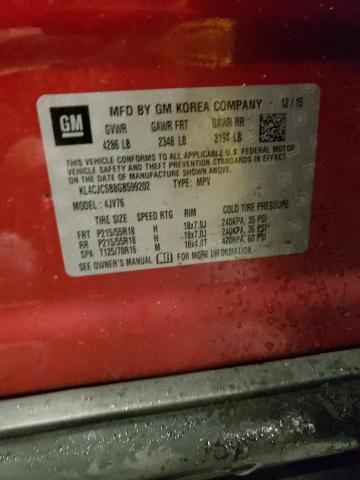 GM
MFD BY GM KOREA COMPANY 12/15
GVWR GAWR FRT GAWR RR
4286 LB 2348 LB 2194 LB
THIS VEHICLE CONFORMS TO ALL APPLICABLE U.S. FEDERAL MOTOR
VEHICLE SAFETY, BUMPER, AND THEFT PREVENTION STANDARDS
IN EFFECT ON THE DATE OF MANUFACTURE SHOWN ABOVE.
KL4CJCSB8GB599202 TYPE: MPV
MODEL: 4JV76
TIRE SIZE SPEED RTG RIM COLD TIRE PRESSURE
FRT P215/55R18 H 18x7.0J 240KPA, 35 PSI
RR P215/55R18 H 18x7.0J 240KPA, 35 PSI
SPA T125/70R16 M 16x4.0T 420KPA, 60 PSI
SEE OWNER'S MANUAL FOR MORE INFORMATION.